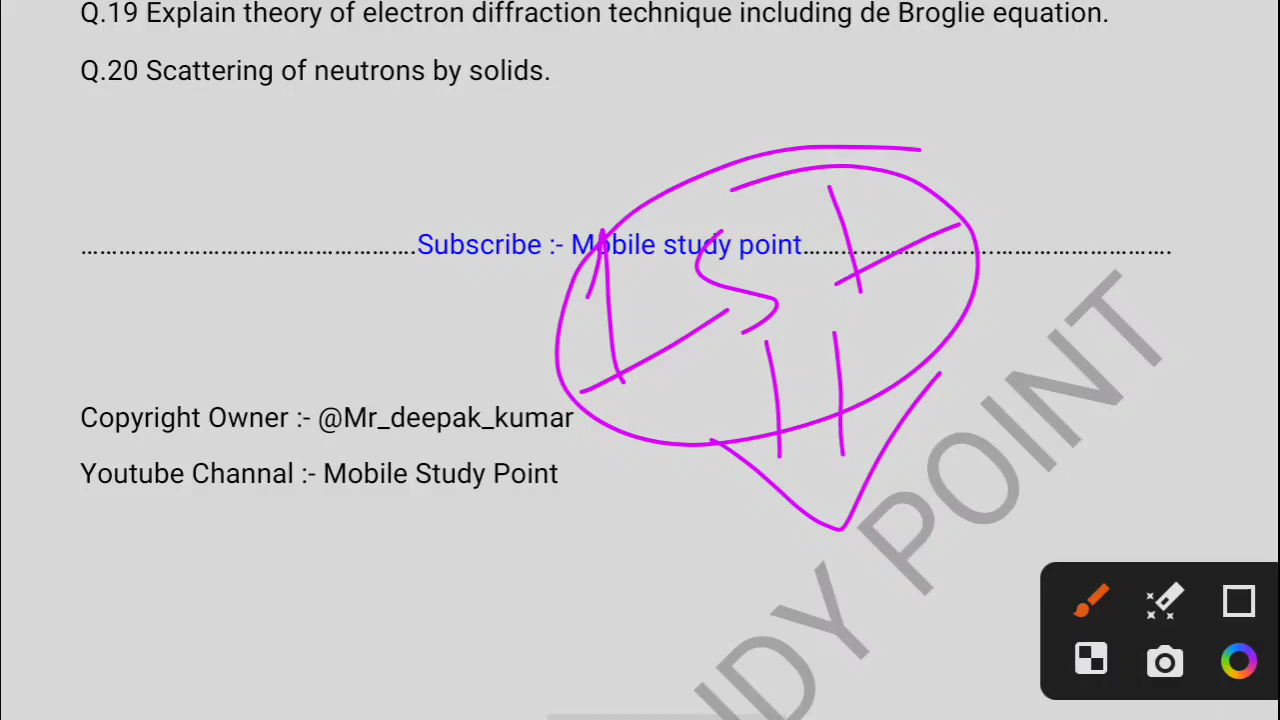 Q.19 Explain theory of electron diffraction technique including de Broglie equation.
Q.20 Scattering of neutrons by solids.
……………………………………Subscribe :- Mobile study point……………………………………
Copyright Owner :- @Mr_deepak_kumar
Youtube Channal :- Mobile Study Point
POINT